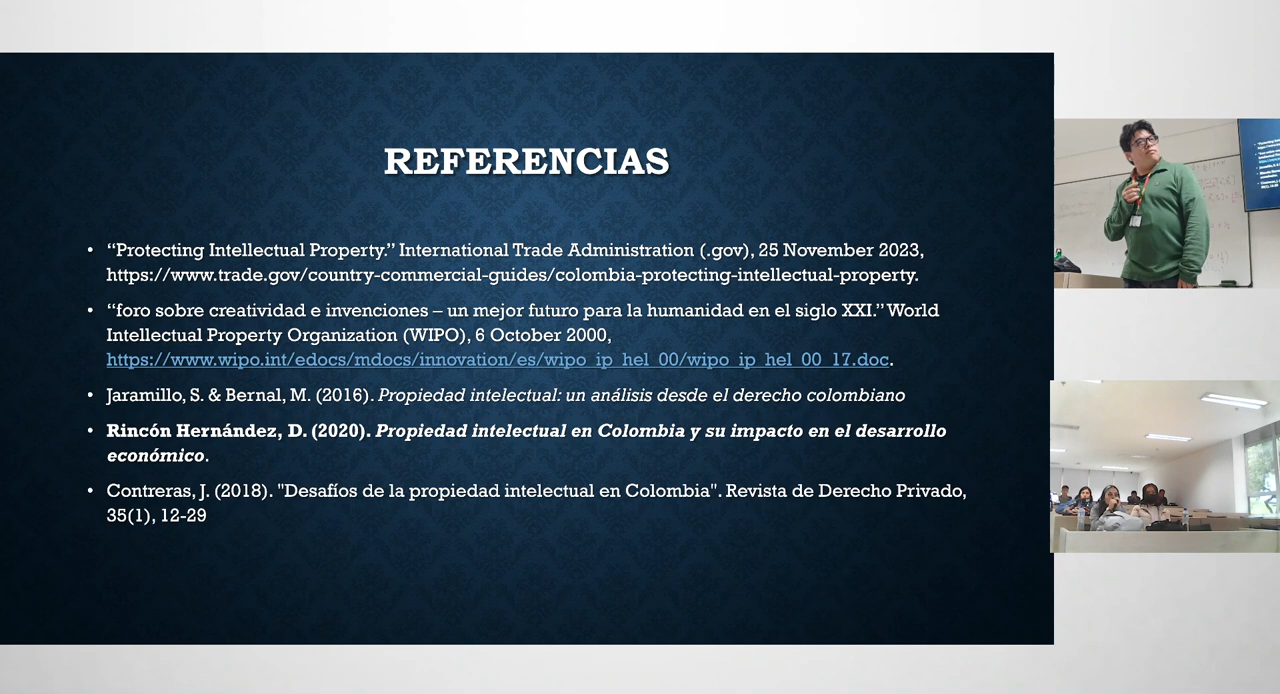 REFERENCIAS
• “Protecting Intellectual Property.” International Trade Administration (.gov), 25 November 2023,
https://www.trade.gov/country-commercial-guides/colombia-protecting-intellectual-property.
• “foro sobre creatividad e invenciones – un mejor futuro para la humanidad en el siglo XXI.” World
Intellectual Property Organization (WIPO), 6 October 2000,
https://www.wipo.int/edocs/mdocs/innovation/es/wipo_ip_hel_00/wipo_ip_hel_00_17.doc.
• Jaramillo, S. & Bernal, M. (2016). Propiedad intelectual: un análisis desde el derecho colombiano
• Rincón Hernández, D. (2020). Propiedad intelectual en Colombia y su impacto en el desarrollo
económico.
• Contreras, J. (2018). "Desafíos de la propiedad intelectual en Colombia". Revista de Derecho Privado,
35(1), 12-29